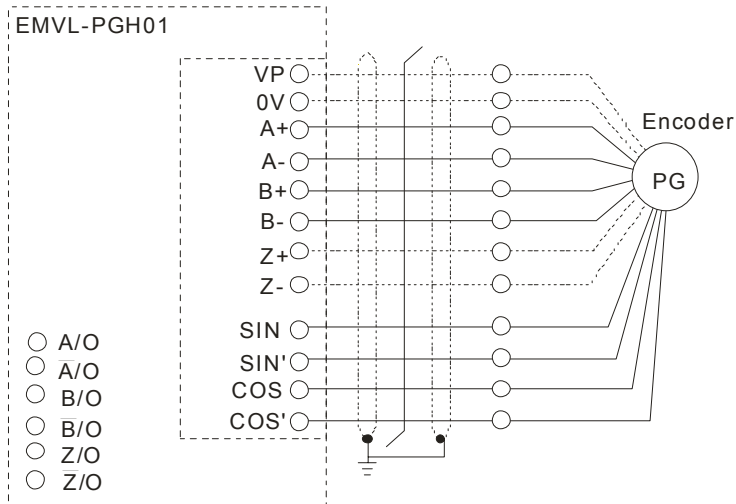 EMVL-PGH01
VP
0V
A+
A-
B+
B-
Z+
Z-
SIN
SIN'
COS
COS'
Encoder
PG
A/O
A̅/O
B/O
B̅/O
Z/O
Z̅/O